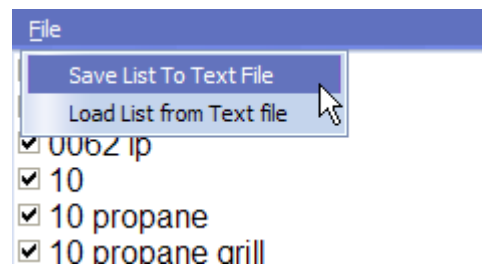 File
Save List To Text File
Load List from Text file
0062 lp
10
10 propane
10 propane grill